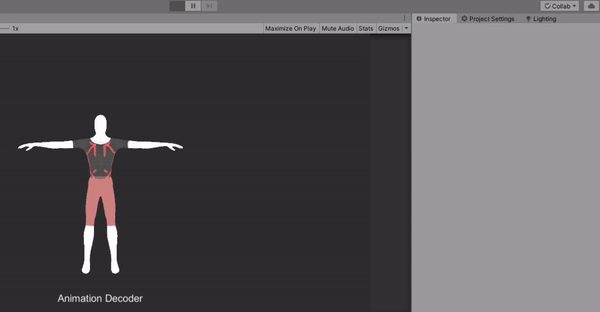 Collab
1x
Maximize On Play Mute Audio Stats Gizmos
Inspector Project Settings Lighting
Animation Decoder